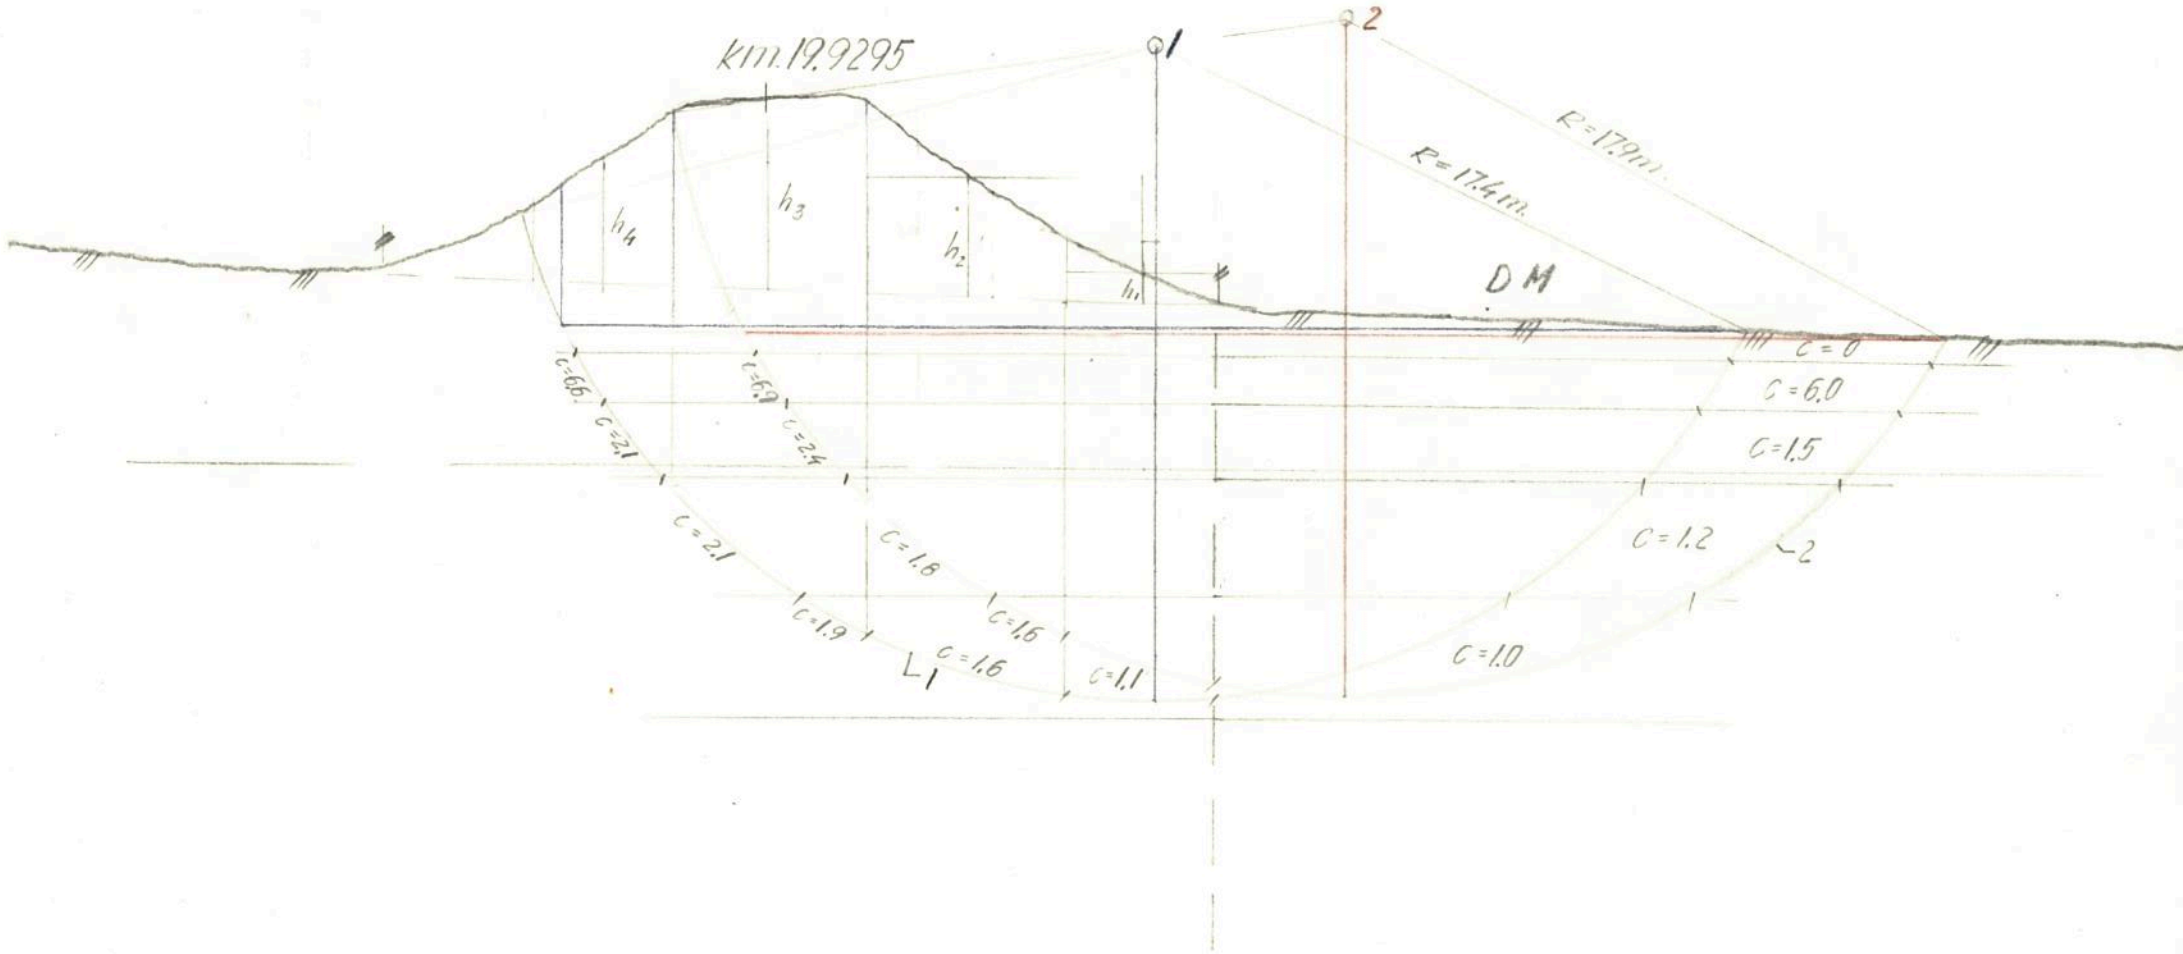 km. 19.9295
1
2
R=17.9m.
R=17.4m.
h4
h3
h2
h1
DM
C=0
C=6.6
C=6.9
C=6.0
C=2.1
C=2.4
C=1.5
C=2.1
C=1.8
C=1.2
L2
C=1.9
C=1.6
L1
C=1.6
C=1.1
C=1.0